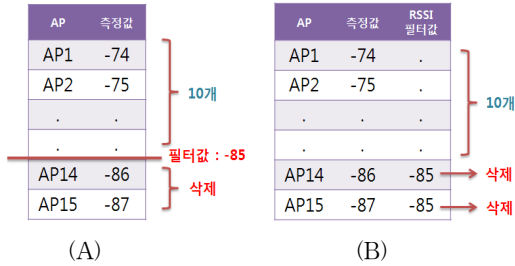 AP 측정값
AP1 -74
AP2 -75
. .
. .
AP14 -86
AP15 -87
10개
필터값 : -85
삭제
(A)
AP 측정값 RSSI 필터값
AP1 -74 .
AP2 -75 .
. . .
. . .
AP14 -86 -85
AP15 -87 -85
10개
삭제
삭제
(B)